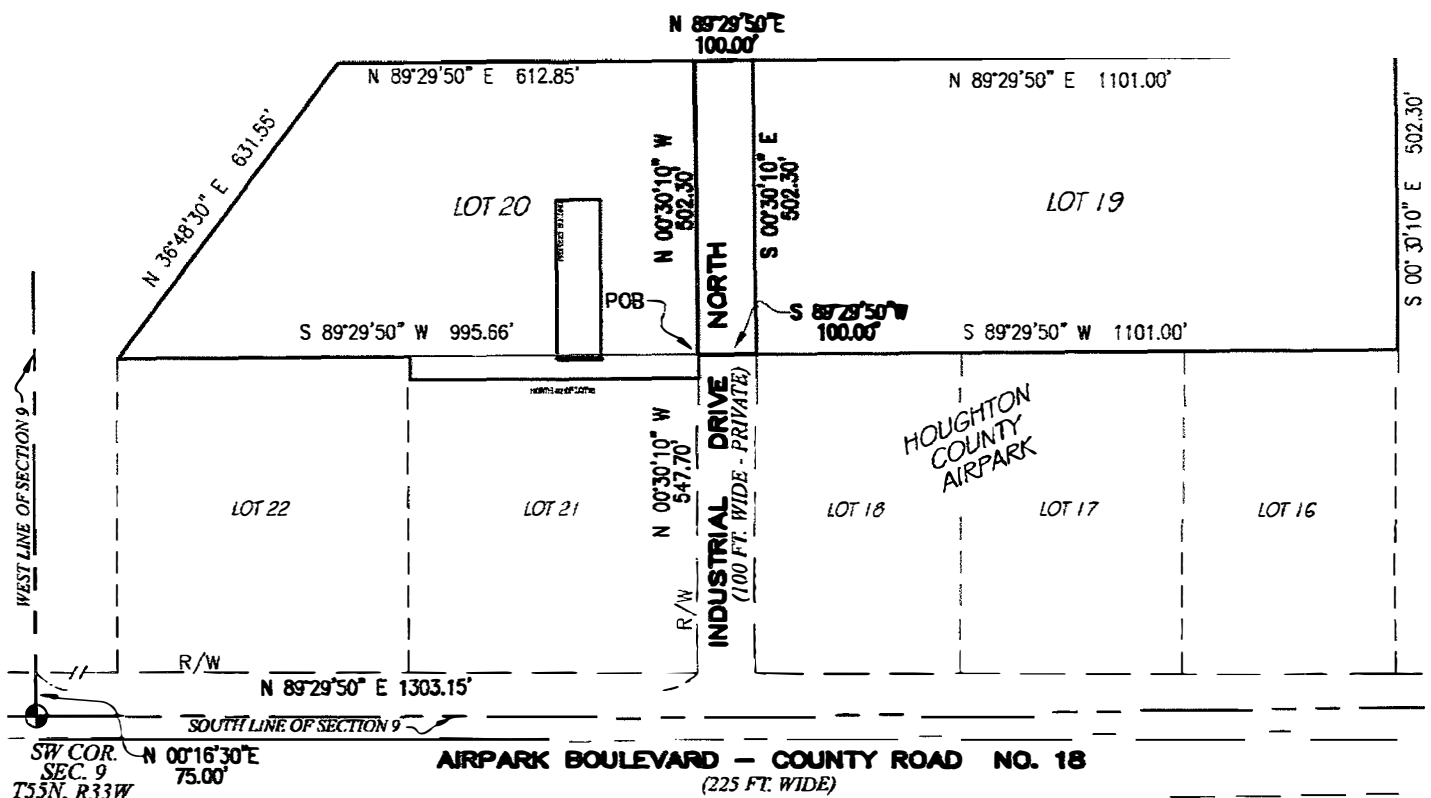 N 89°29'50"E
100.00'
N 89°29'50" E 612.85'
N 89°29'50" E 1101.00'
N 36°48'30" E 631.55'
LOT 20
N 00°30'10" W
502.30'
S 00°30'10" E
502.30'
LOT 19
S 00°30'10" E 502.30'
PROPOSED BUILDING
POB
NORTH
S 89°29'50"W
100.00'
S 89°29'50" W 995.66'
S 89°29'50" W 1101.00'
WEST LINE OF SECTION 9
N 00°30'10" W
547.70'
INDUSTRIAL DRIVE
(100 FT. WIDE - PRIVATE)
HOUGHTON
COUNTY
AIRPARK
LOT 22
LOT 21
LOT 18
LOT 17
LOT 16
R/W
R/W
N 89°29'50" E 1303.15'
SOUTH LINE OF SECTION 9
SW COR.
SEC. 9
T55N, R33W
N 00°16'30"E
75.00'
AIRPARK BOULEVARD - COUNTY ROAD NO. 18
(225 FT. WIDE)